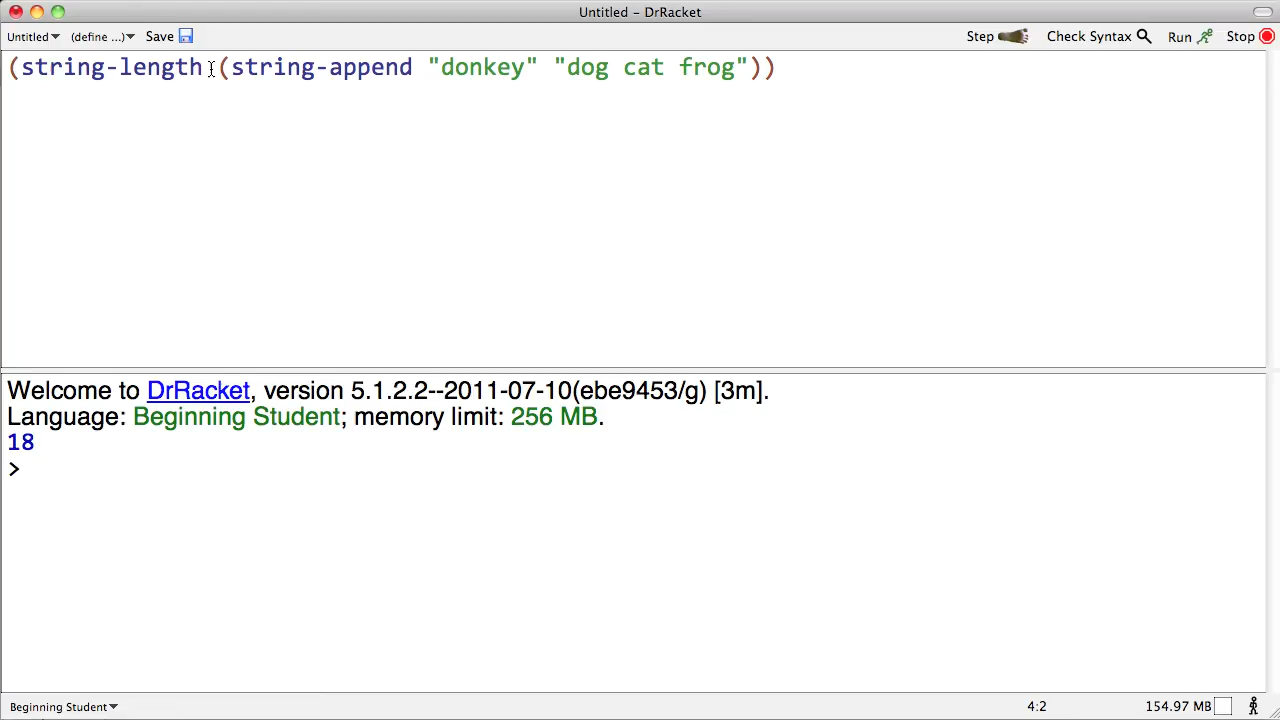 Untitled – DrRacket
Untitled▾ (define ...)▾ Save Step Check Syntax Run Stop
(string-length (string-append "donkey" "dog cat frog"))
Welcome to DrRacket, version 5.1.2.2--2011-07-10(ebe9453/g) [3m].
Language: Beginning Student; memory limit: 256 MB.
18
>
Beginning Student▾ 4:2 154.97 MB